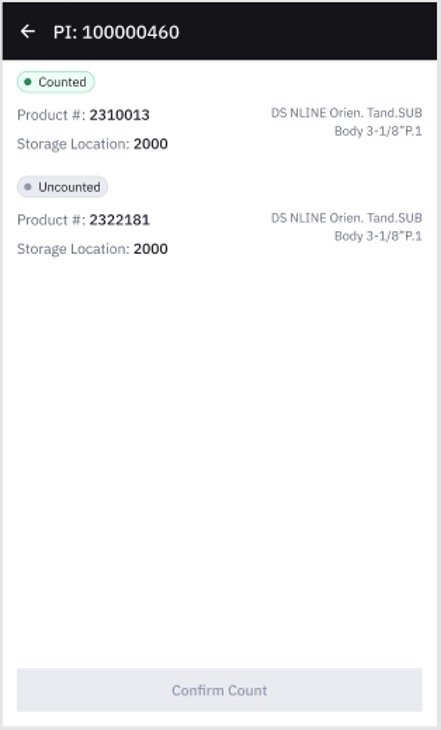 PI: 100000460
Counted
Product #: 2310013
DS NLINE Orien. Tand.SUB
Body 3-1/8”P.1
Storage Location: 2000
Uncounted
Product #: 2322181
DS NLINE Orien. Tand.SUB
Body 3-1/8”P.1
Storage Location: 2000
Confirm Count